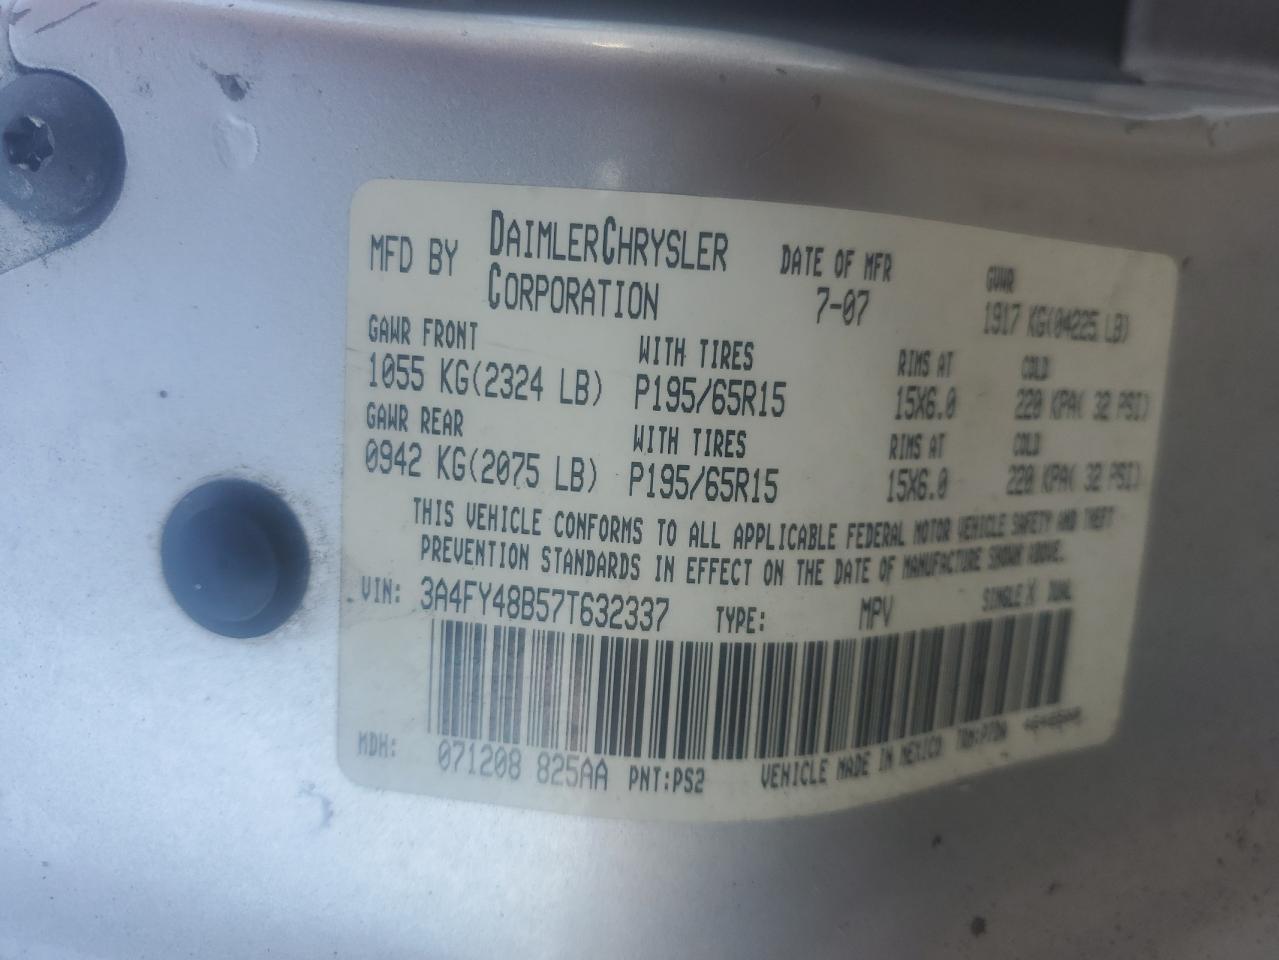 MFD BY DAIMLERCHRYSLER CORPORATION DATE OF MFR 7-07 GVWR 1917 KG(04225 LB)
GAWR FRONT WITH TIRES RIMS AT COLD
1055 KG(2324 LB) P195/65R15 15X6.0 220 KPA( 32 PSI)
GAWR REAR WITH TIRES RIMS AT COLD
0942 KG(2075 LB) P195/65R15 15X6.0 220 KPA( 32 PSI)
THIS VEHICLE CONFORMS TO ALL APPLICABLE FEDERAL MOTOR VEHICLE SAFETY AND THEFT
PREVENTION STANDARDS IN EFFECT ON THE DATE OF MANUFACTURE SHOWN ABOVE.
VIN: 3A4FY48B57T632337 TYPE: MPV SINGLE X DUAL
MDH: 071208 825AA PNT:PS2 VEHICLE MADE IN MEXICO